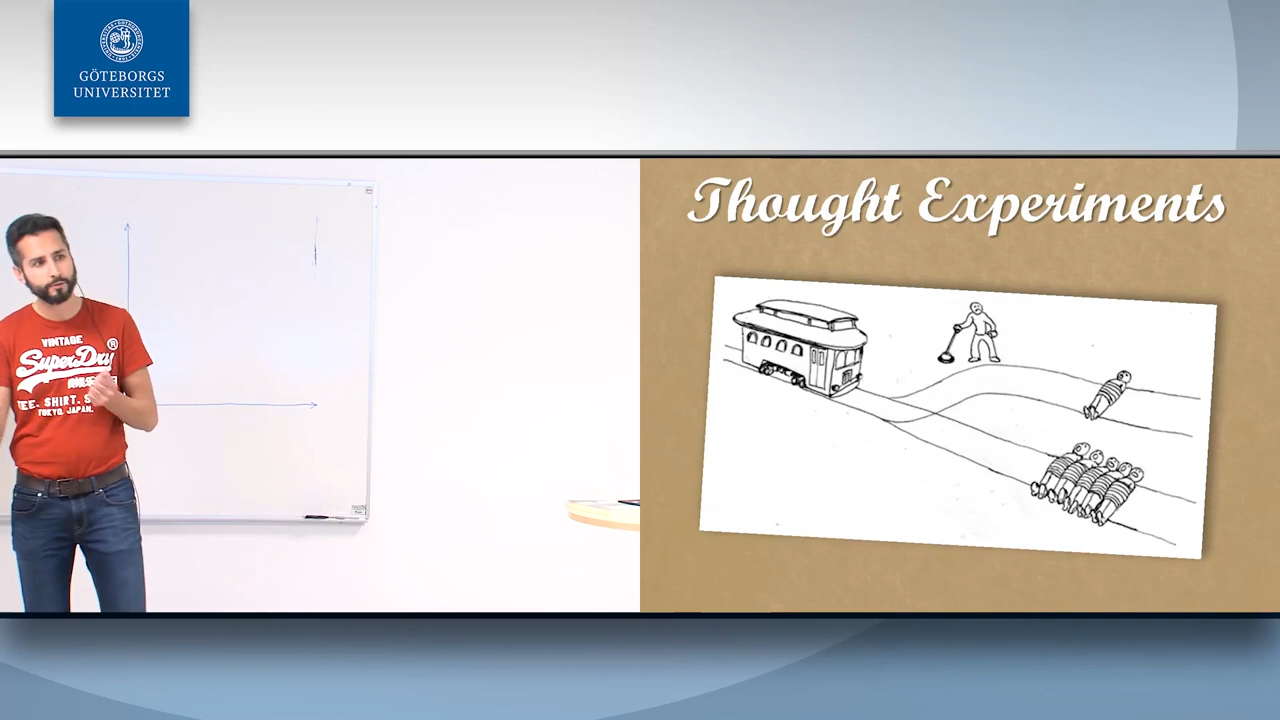 GÖTEBORGS
UNIVERSITET
Thought Experiments
VINTAGE
SuperDry®
TEE. SHIRT. S
TOKYO, JAPAN.